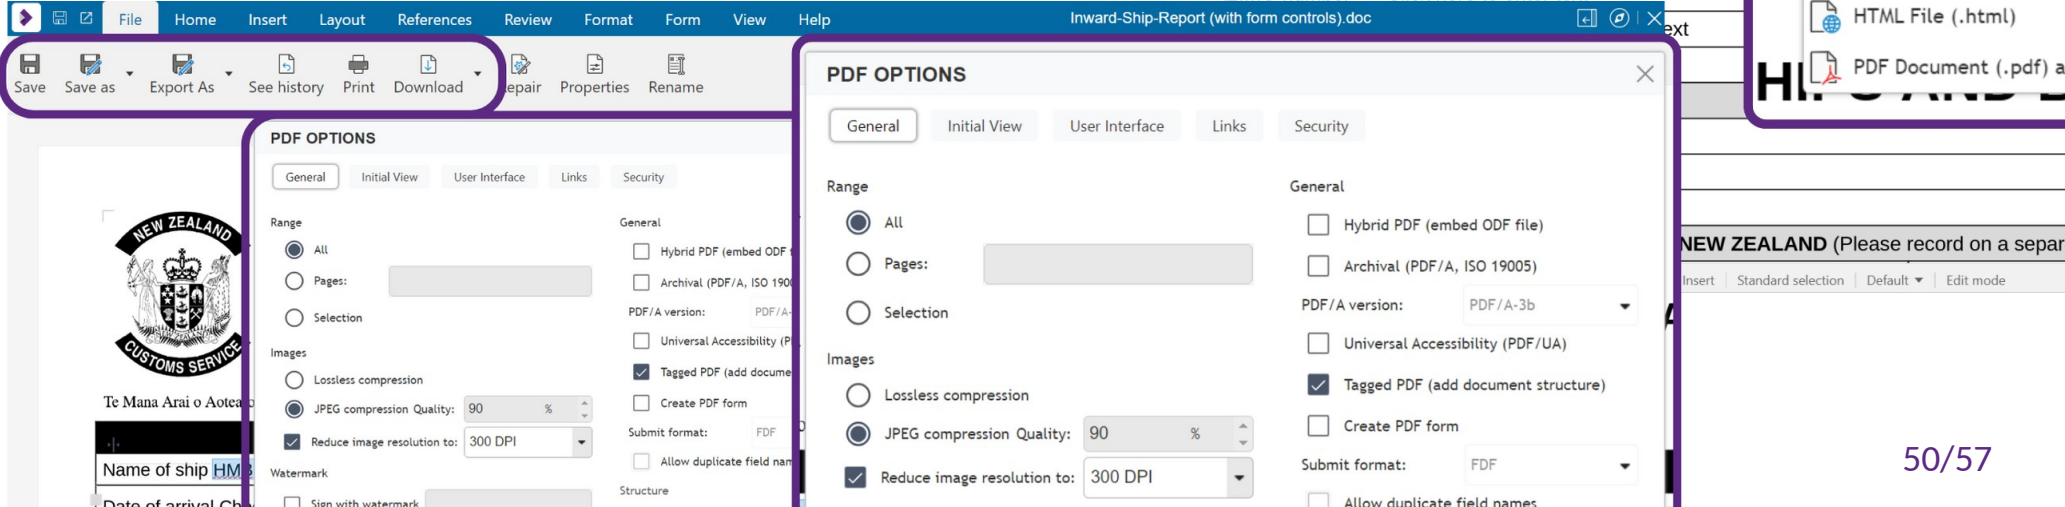 File Home Insert Layout References Review Format Form View Help
Inward-Ship-Report (with form controls).doc
Save Save as Export As See history Print Download Properties Rename
HTML File (.html)
PDF Document (.pdf)
PDF OPTIONS
General Initial View User Interface Links Security
Range
All
Pages:
Selection
Images
Lossless compression
JPEG compression Quality: 90 %
Reduce image resolution to: 300 DPI
Watermark
Sign with watermark
General
Hybrid PDF (embed ODF
Archival (PDF/A, ISO
PDF/A version:
Universal Accessibility
Tagged PDF (add
Create PDF form
Submit format: FDF
Allow duplicate field
Structure
PDF OPTIONS
General Initial View User Interface Links Security
Range
All
Pages:
Selection
Images
Lossless compression
JPEG compression Quality: 90 %
Reduce image resolution to: 300 DPI
General
Hybrid PDF (embed ODF file)
Archival (PDF/A, ISO 19005)
PDF/A version: PDF/A-3b
Universal Accessibility (PDF/UA)
Tagged PDF (add document structure)
Create PDF form
Submit format: FDF
Allow duplicate field names
NEW ZEALAND
CUSTOMS SERVICE
Te Mana Arai o
Name of ship
Date of arrival
NEW ZEALAND (Please record on a
Insert Standard selection Default Edit mode
50/57